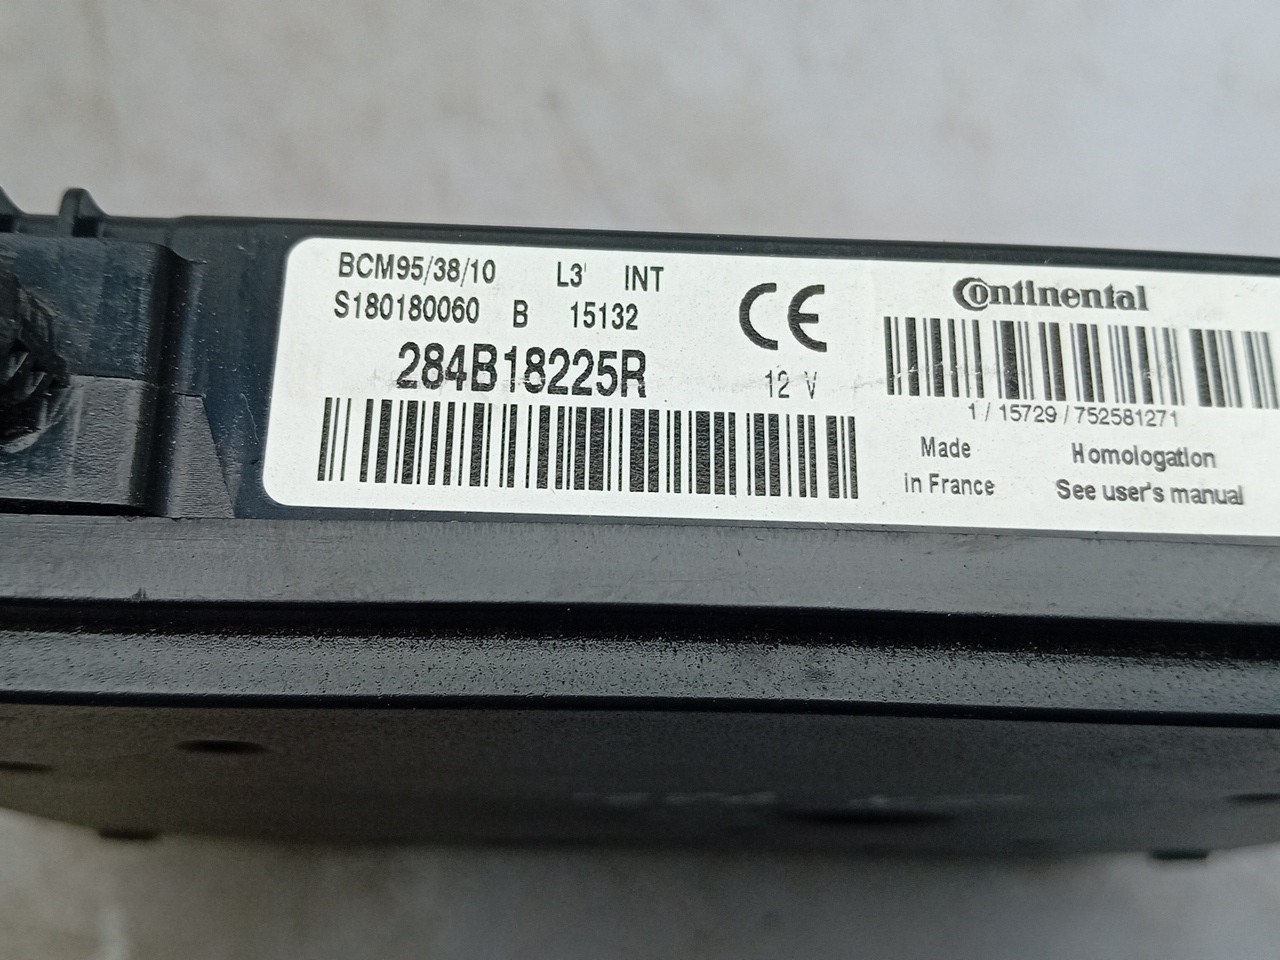 BCM95/38/10 L3 INT
S180180060 B 15132
284B18225R
CE
12 V
Continental
1 / 15729 / 752581271
Made
in France
Homologation
See user's manual